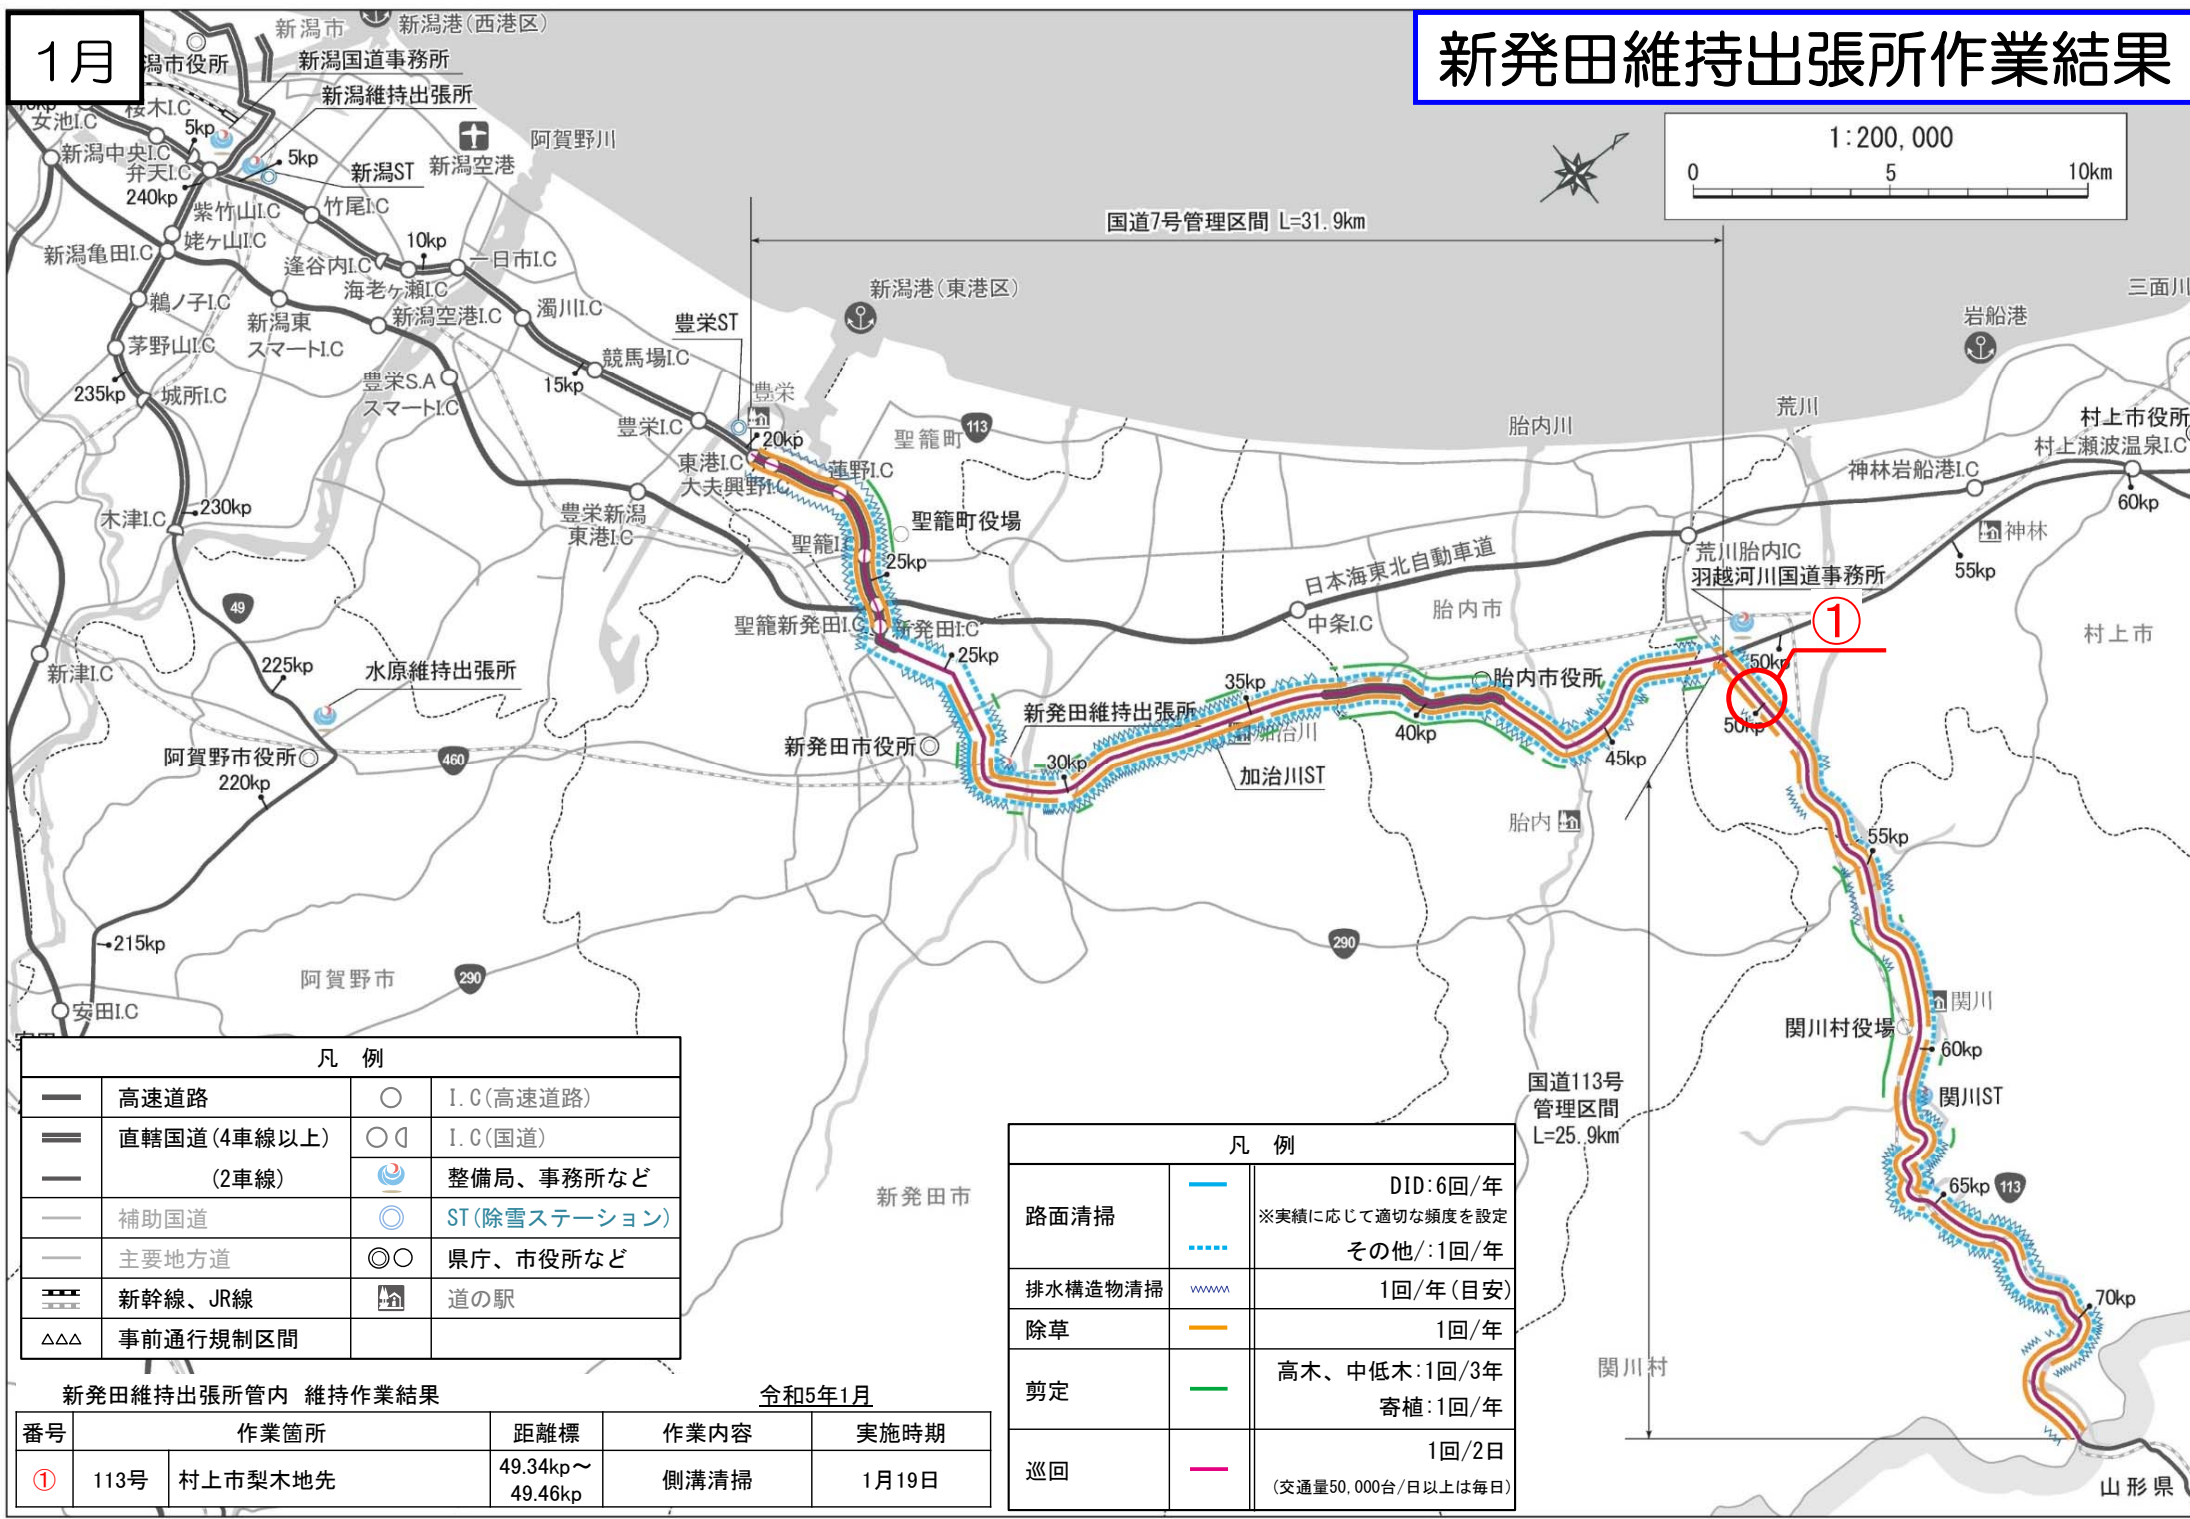 1月
新発田維持出張所作業結果
新潟市
新潟港(西港区)
潟市役所
新潟国道事務所
新潟維持出張所
桜木I.C
女池I.C
5kp
新潟中央I.C
弁天I.C
5kp
新潟ST
新潟空港
阿賀野川
240kp
紫竹山I.C
竹尾I.C
姥ヶ山I.C
新潟亀田I.C
10kp
逢谷内I.C
一日市I.C
海老ヶ瀬I.C
鵜ノ子I.C
新潟東
スマートI.C
新潟空港I.C
濁川I.C
茅野山I.C
235kp
城所I.C
豊栄S.A
スマートI.C
15kp
競馬場I.C
豊栄ST
新潟港(東港区)
国道7号管理区間 L=31.9km
1:200,000
0
5
10km
三面川
岩船港
荒川
胎内川
村上市役所
村上瀬波温泉I.C
神林岩船港I.C
60kp
神林
55kp
豊栄
豊栄I.C
20kp
聖籠町
113
東港I.C
蓮野I.C
大夫興野I.C
木津I.C
230kp
豊栄新潟
東港I.C
聖籠町役場
聖籠I.
25kp
日本海東北自動車道
荒川胎内IC
羽越河川国道事務所
①
49
聖籠新発田I.C
新発田I.C
中条I.C
胎内市
村上市
新津I.C
225kp
水原維持出張所
25kp
50kp
50kp
35kp
胎内市役所
新発田維持出張所
加治川
40kp
45kp
新発田市役所
阿賀野市役所
460
30kp
加治川ST
220kp
胎内
55kp
215kp
阿賀野市
290
290
安田I.C
関川
関川村役場
60kp
国道113号
管理区間
L=25.9km
関川ST
65kp
113
新発田市
70kp
関川村
山形県
凡 例
高速道路
I.C(高速道路)
直轄国道(4車線以上)
I.C(国道)
(2車線)
整備局、事務所など
補助国道
ST(除雪ステーション)
主要地方道
県庁、市役所など
新幹線、JR線
道の駅
事前通行規制区間
凡 例
路面清掃
DID:6回/年
※実績に応じて適切な頻度を設定
その他/:1回/年
排水構造物清掃
1回/年(目安)
除草
1回/年
剪定
高木、中低木:1回/3年
寄植:1回/年
巡回
1回/2日
(交通量50,000台/日以上は毎日)
新発田維持出張所管内 維持作業結果
令和5年1月
番号 作業箇所 距離標 作業内容 実施時期
① 113号 村上市梨木地先 49.34kp～49.46kp 側溝清掃 1月19日